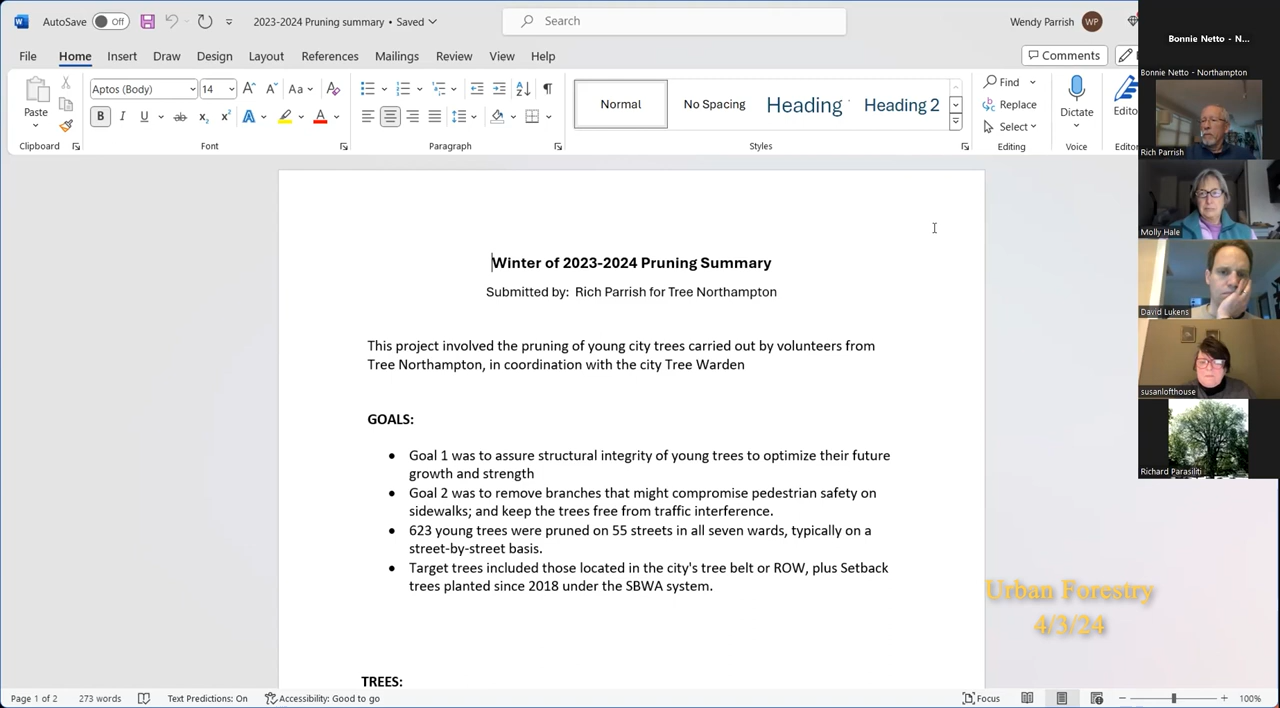 AutoSave
Off
2023-2024 Pruning summary • Saved
Search
Wendy Parrish
WP
File
Home
Insert
Draw
Design
Layout
References
Mailings
Review
View
Help
Comments
Paste
Clipboard
Aptos (Body)
14
Font
Paragraph
Normal
No Spacing
Heading
Heading 2
Styles
Find
Replace
Select
Editing
Dictate
Voice
Winter of 2023-2024 Pruning Summary
Submitted by: Rich Parrish for Tree Northampton
This project involved the pruning of young city trees carried out by volunteers from
Tree Northampton, in coordination with the city Tree Warden
GOALS:
• Goal 1 was to assure structural integrity of young trees to optimize their future
growth and strength
• Goal 2 was to remove branches that might compromise pedestrian safety on
sidewalks; and keep the trees free from traffic interference.
• 623 young trees were pruned on 55 streets in all seven wards, typically on a
street-by-street basis.
• Target trees included those located in the city's tree belt or ROW, plus Setback
trees planted since 2018 under the SBWA system.
TREES:
Bonnie Netto - N...
Bonnie Netto - Northampton
Rich Parrish
Molly Hale
David Lukens
susanlofthouse
Richard Parasiliti
Urban Forestry
4/3/24
Page 1 of 2
273 words
Text Predictions: On
Accessibility: Good to go
Focus
100%